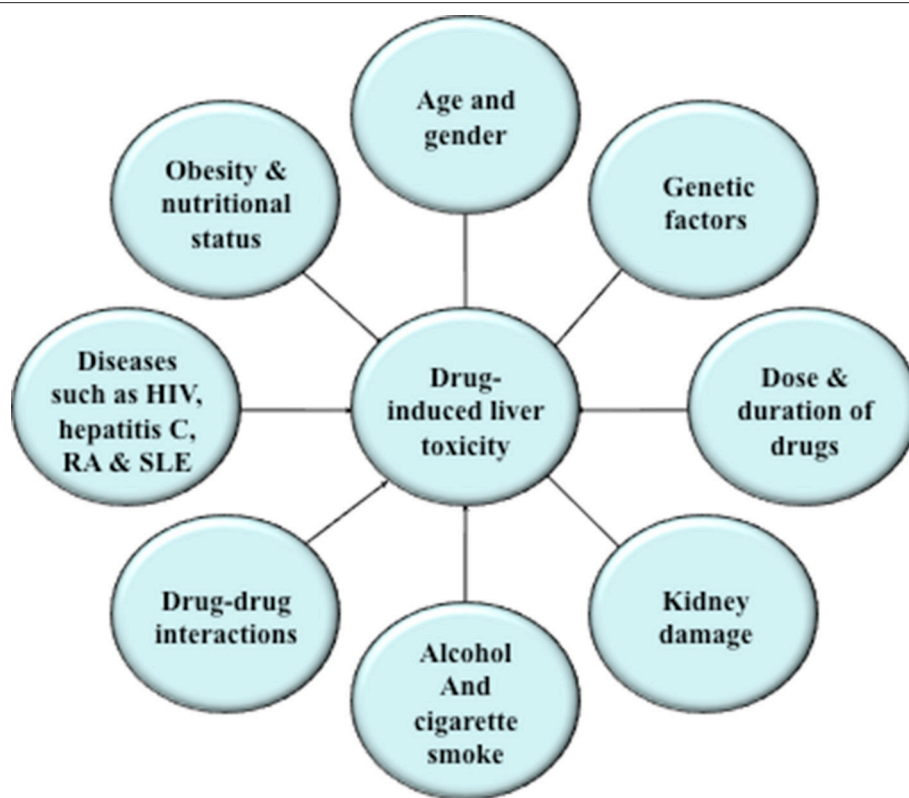 Age and
gender
Obesity &
nutritional
status
Genetic
factors
Diseases
such as HIV,
hepatitis C,
RA & SLE
Drug-
induced liver
toxicity
Dose &
duration of
drugs
Drug-drug
interactions
Kidney
damage
Alcohol
And
cigarette
smoke